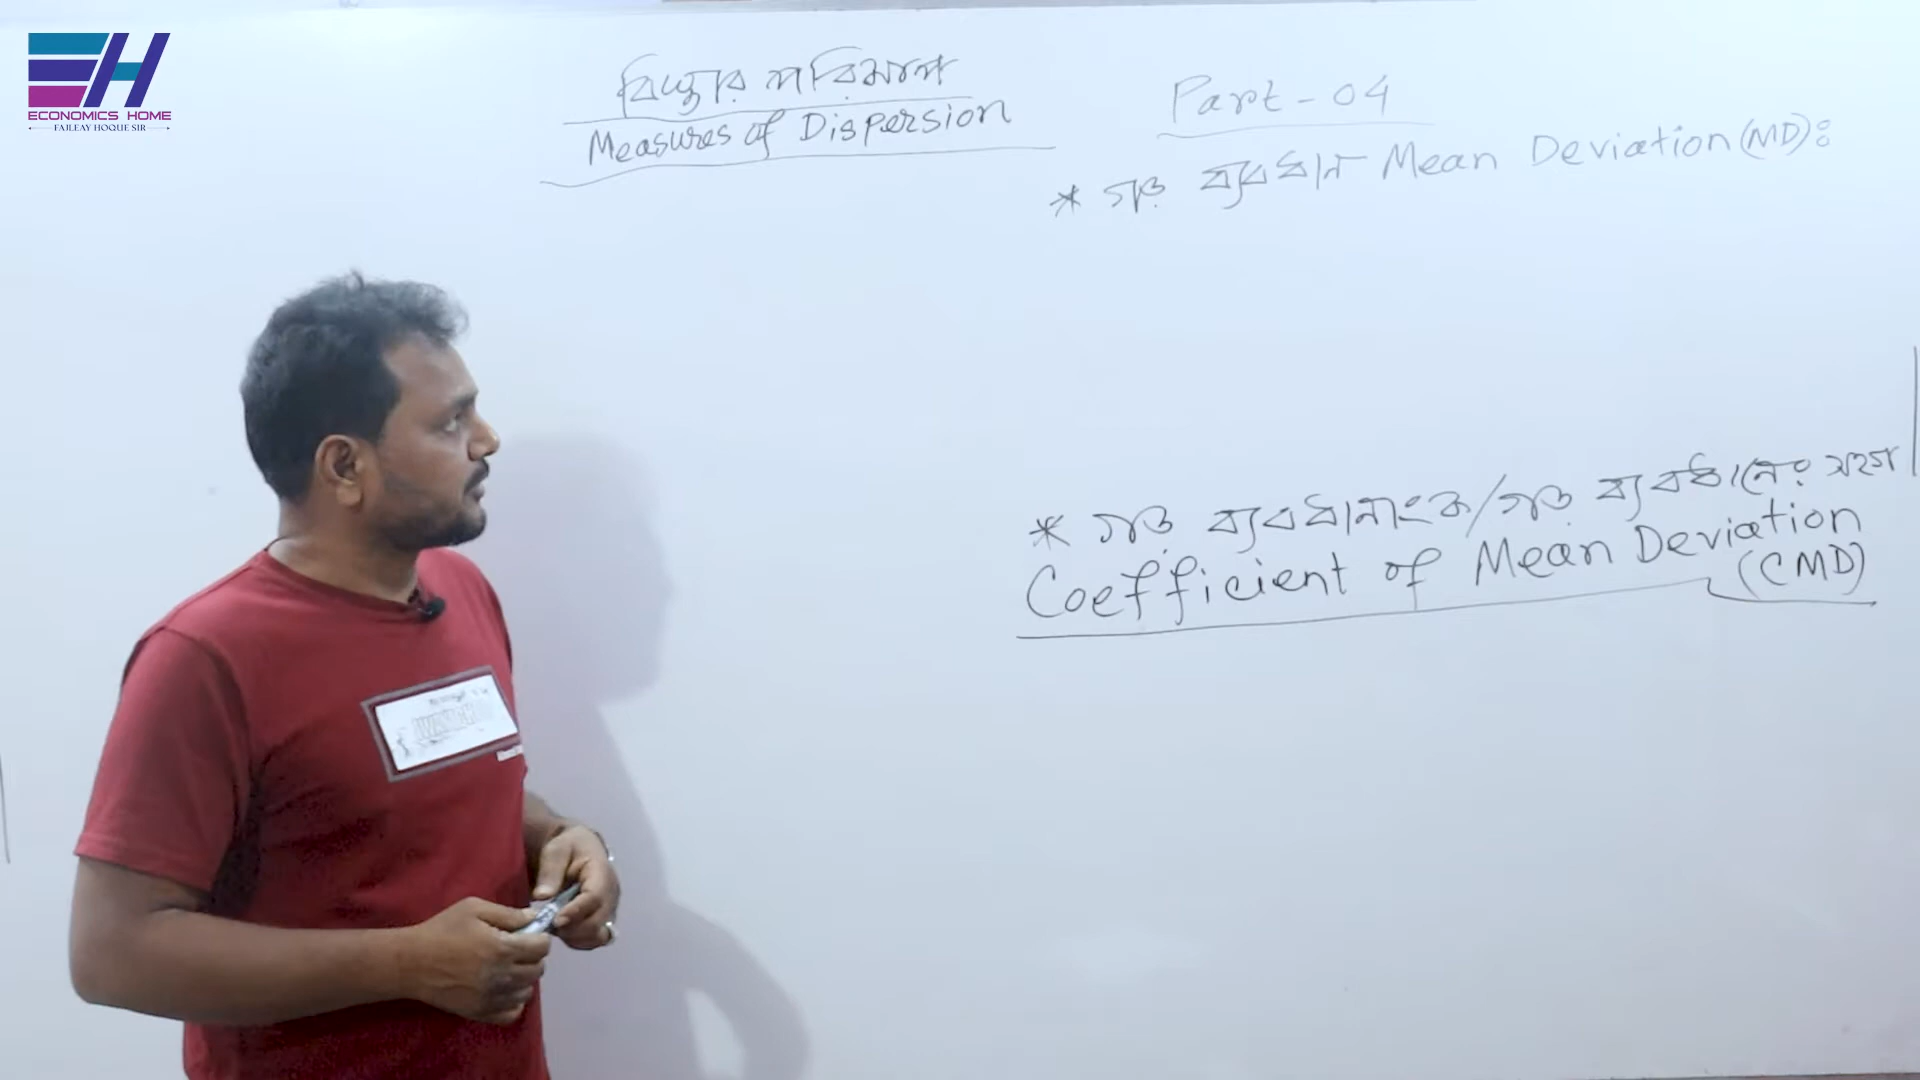 ECONOMICS HOME
FAILEAY HOQUE SIR
বিস্তার পরিমাপ
Measures of Dispersion
Part-04
* গড় ব্যবধান Mean Deviation (MD):
* গড় ব্যবধানাংক/গড় ব্যবধানের সহগ
Coefficient of Mean Deviation
(CMD)